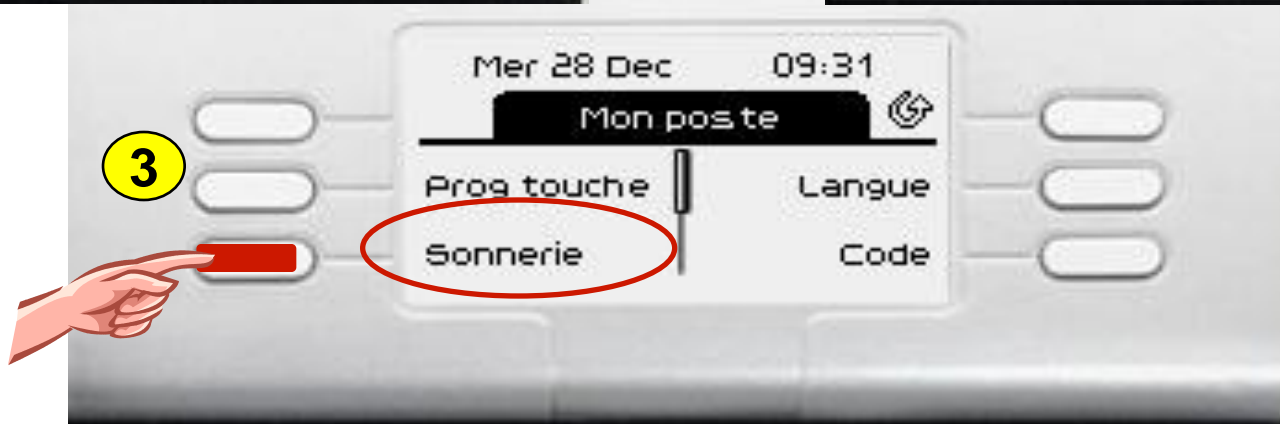 Mer 28 Dec 09:31
Mon poste
3
Prog touche Langue
Sonnerie Code